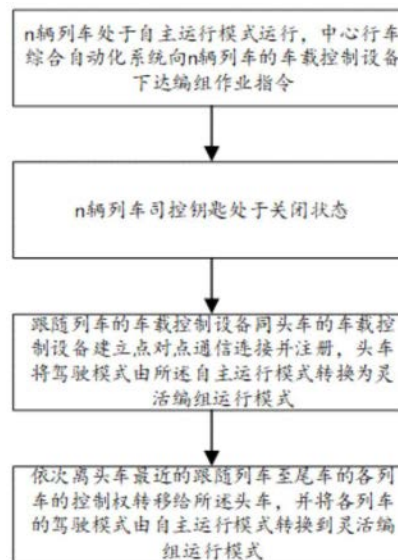 n辆列车处于自主运行模式运行，中心行车
综合自动化系统向n辆列车的车载控制设备
下达编组作业指令
n辆列车司控钥匙处于关闭状态
跟随列车的车载控制设备同头车的车载控
制设备建立点对点通信连接并注册，头车
将驾驶模式由所述自主运行模式转换为灵
活编组运行模式
依次离头车最近的跟随列车至尾车的各列
车的控制权转移给所述头车，并将各列车
的驾驶模式由自主运行模式转换到灵活编
组运行模式